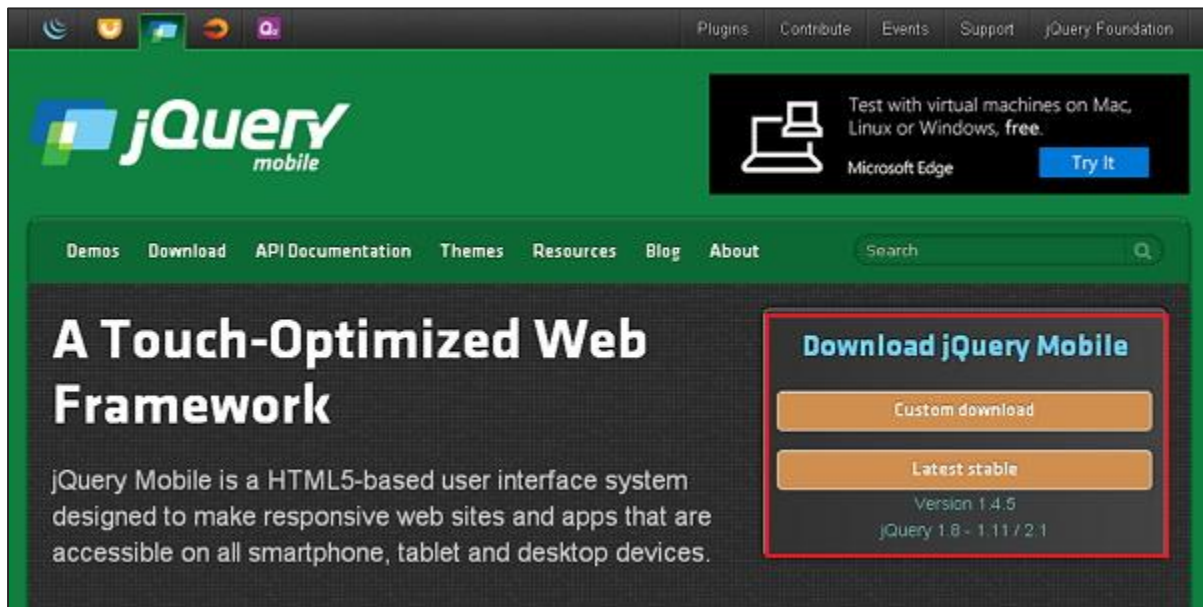 Plugins Contribute Events Support jQuery Foundation
jQuery
mobile
Test with virtual machines on Mac,
Linux or Windows, free.
Microsoft Edge
Try It
Demos Download API Documentation Themes Resources Blog About Search
A Touch-Optimized Web
Framework
jQuery Mobile is a HTML5-based user interface system
designed to make responsive web sites and apps that are
accessible on all smartphone, tablet and desktop devices.
Download jQuery Mobile
Custom download
Latest stable
Version 1.4.5
jQuery 1.8 - 1.11 / 2.1